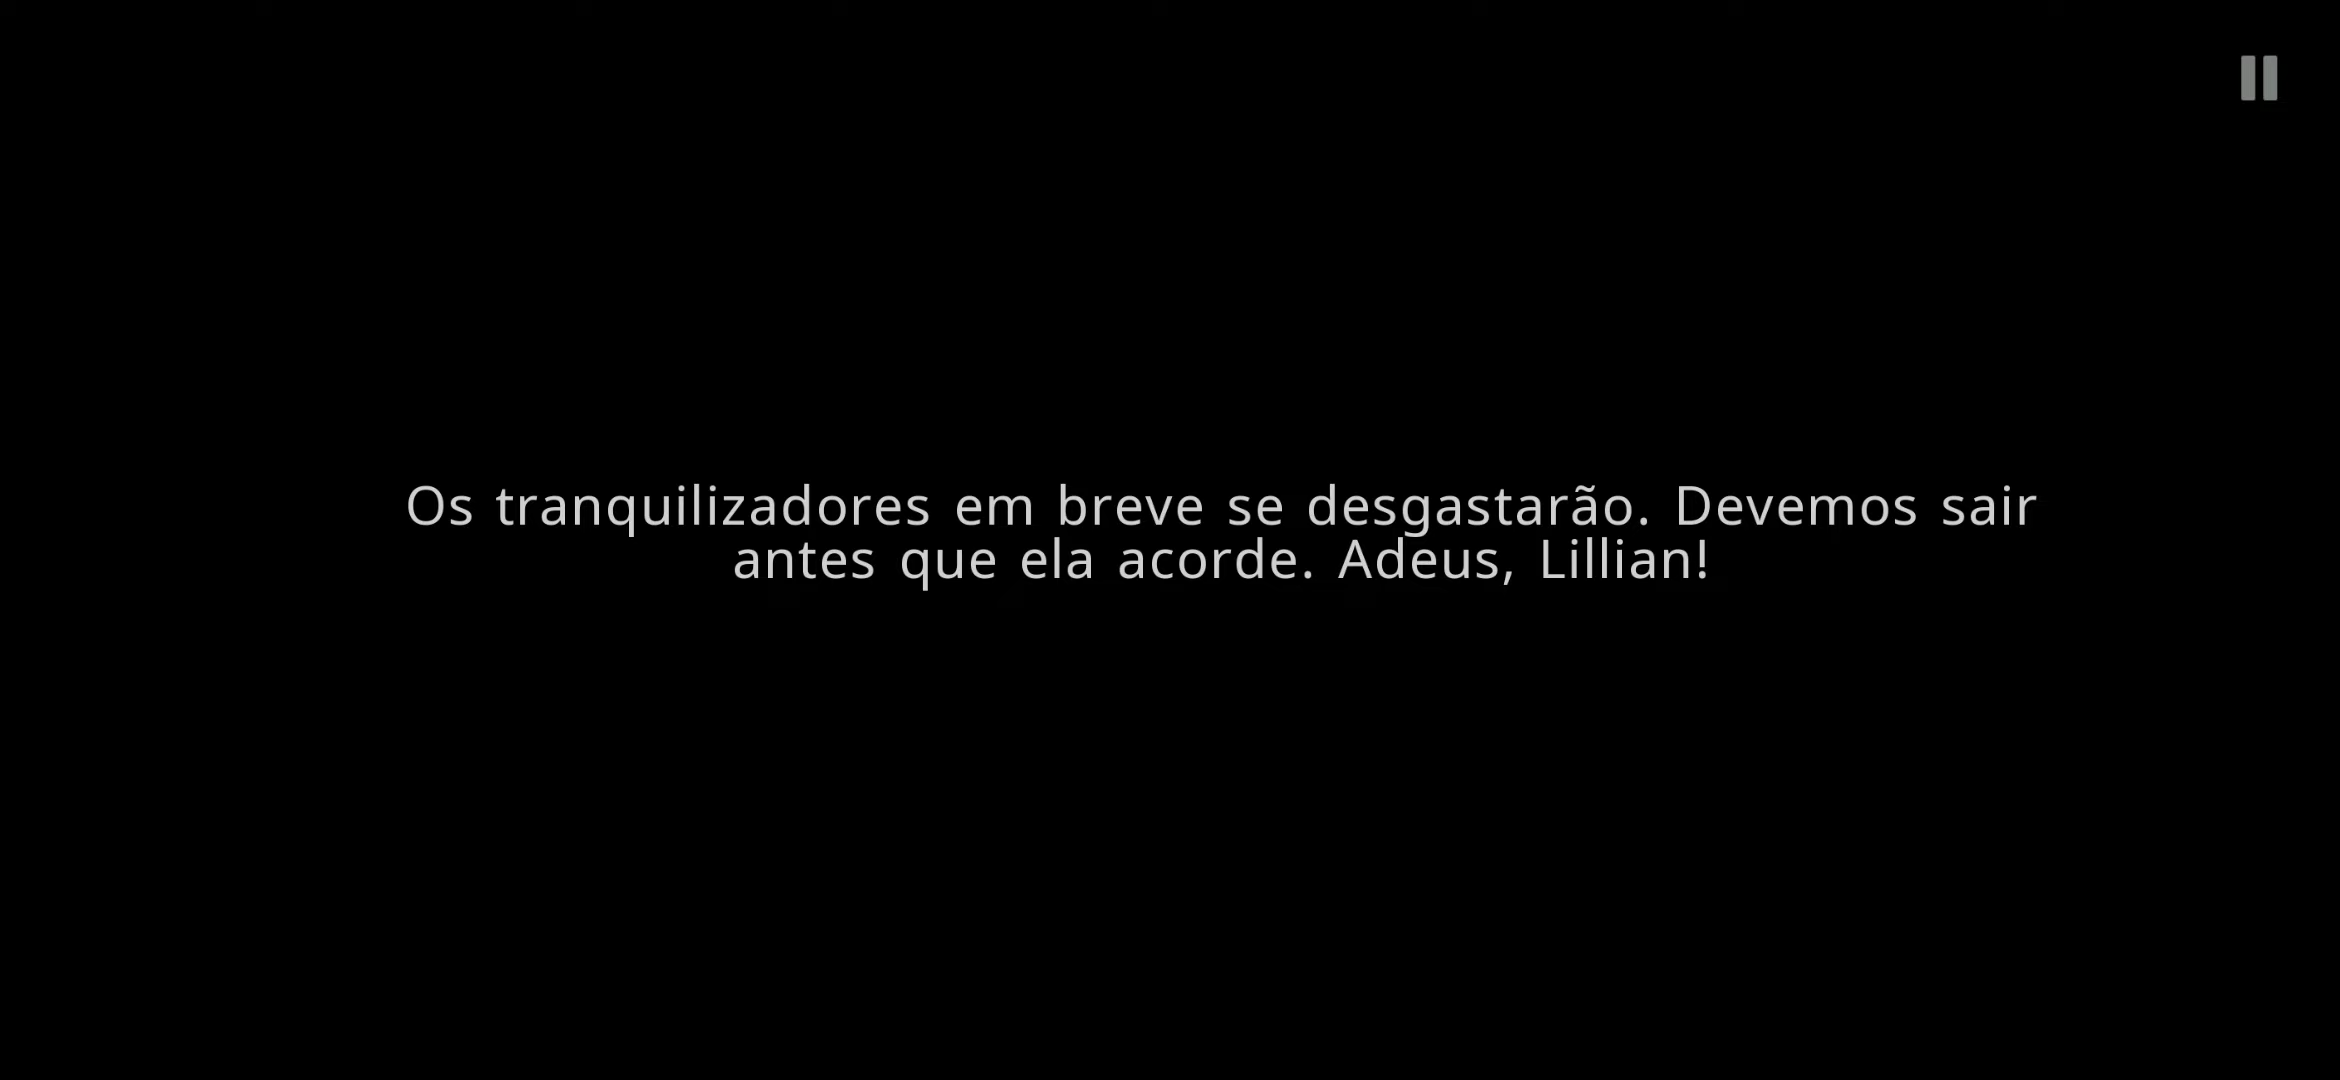 Os tranquilizadores em breve se desgastarão. Devemos sair
antes que ela acorde. Adeus, Lillian!